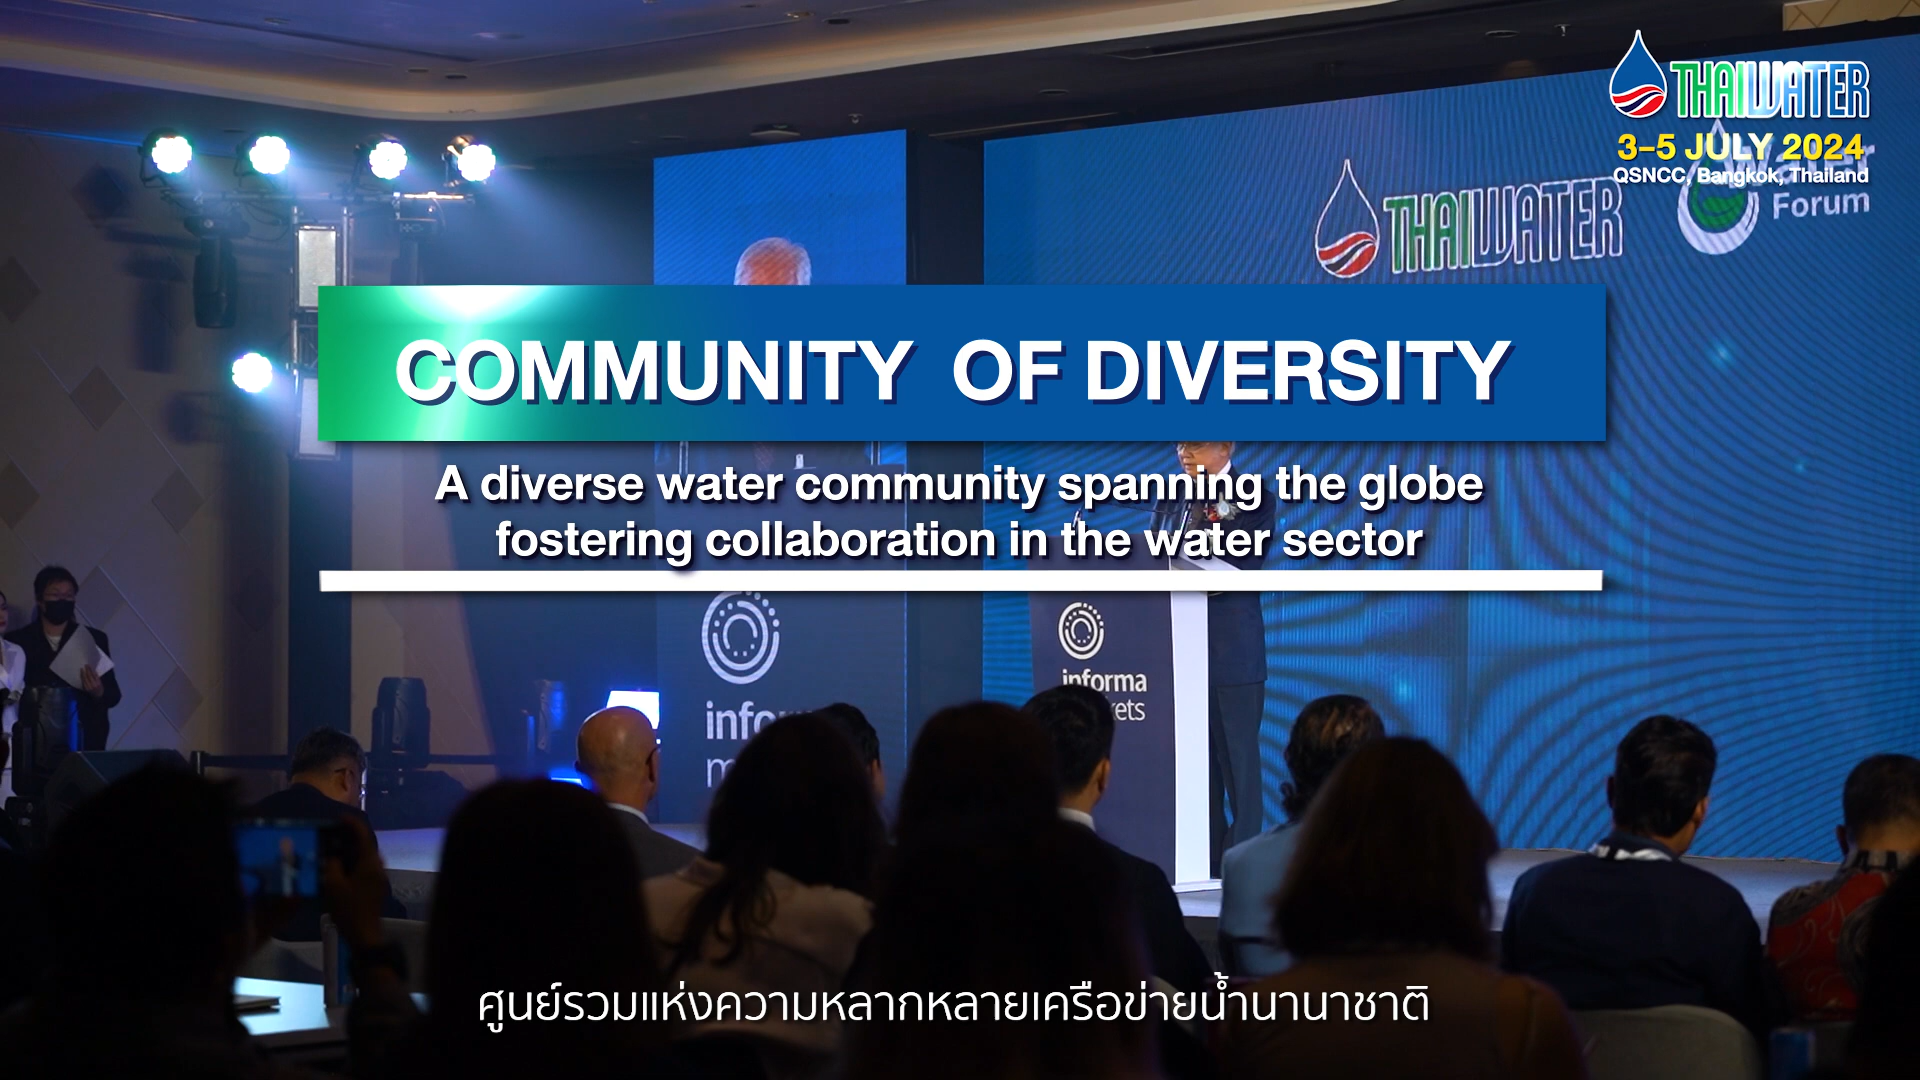 THAIWATER
3-5 JULY 2024
QSNCC, Bangkok, Thailand
Water
Forum
THAIWATER
COMMUNITY OF DIVERSITY
A diverse water community spanning the globe
fostering collaboration in the water sector
informa
informa
ศูนย์รวมแห่งความหลากหลายเครือข่ายน้ำนานาชาติ